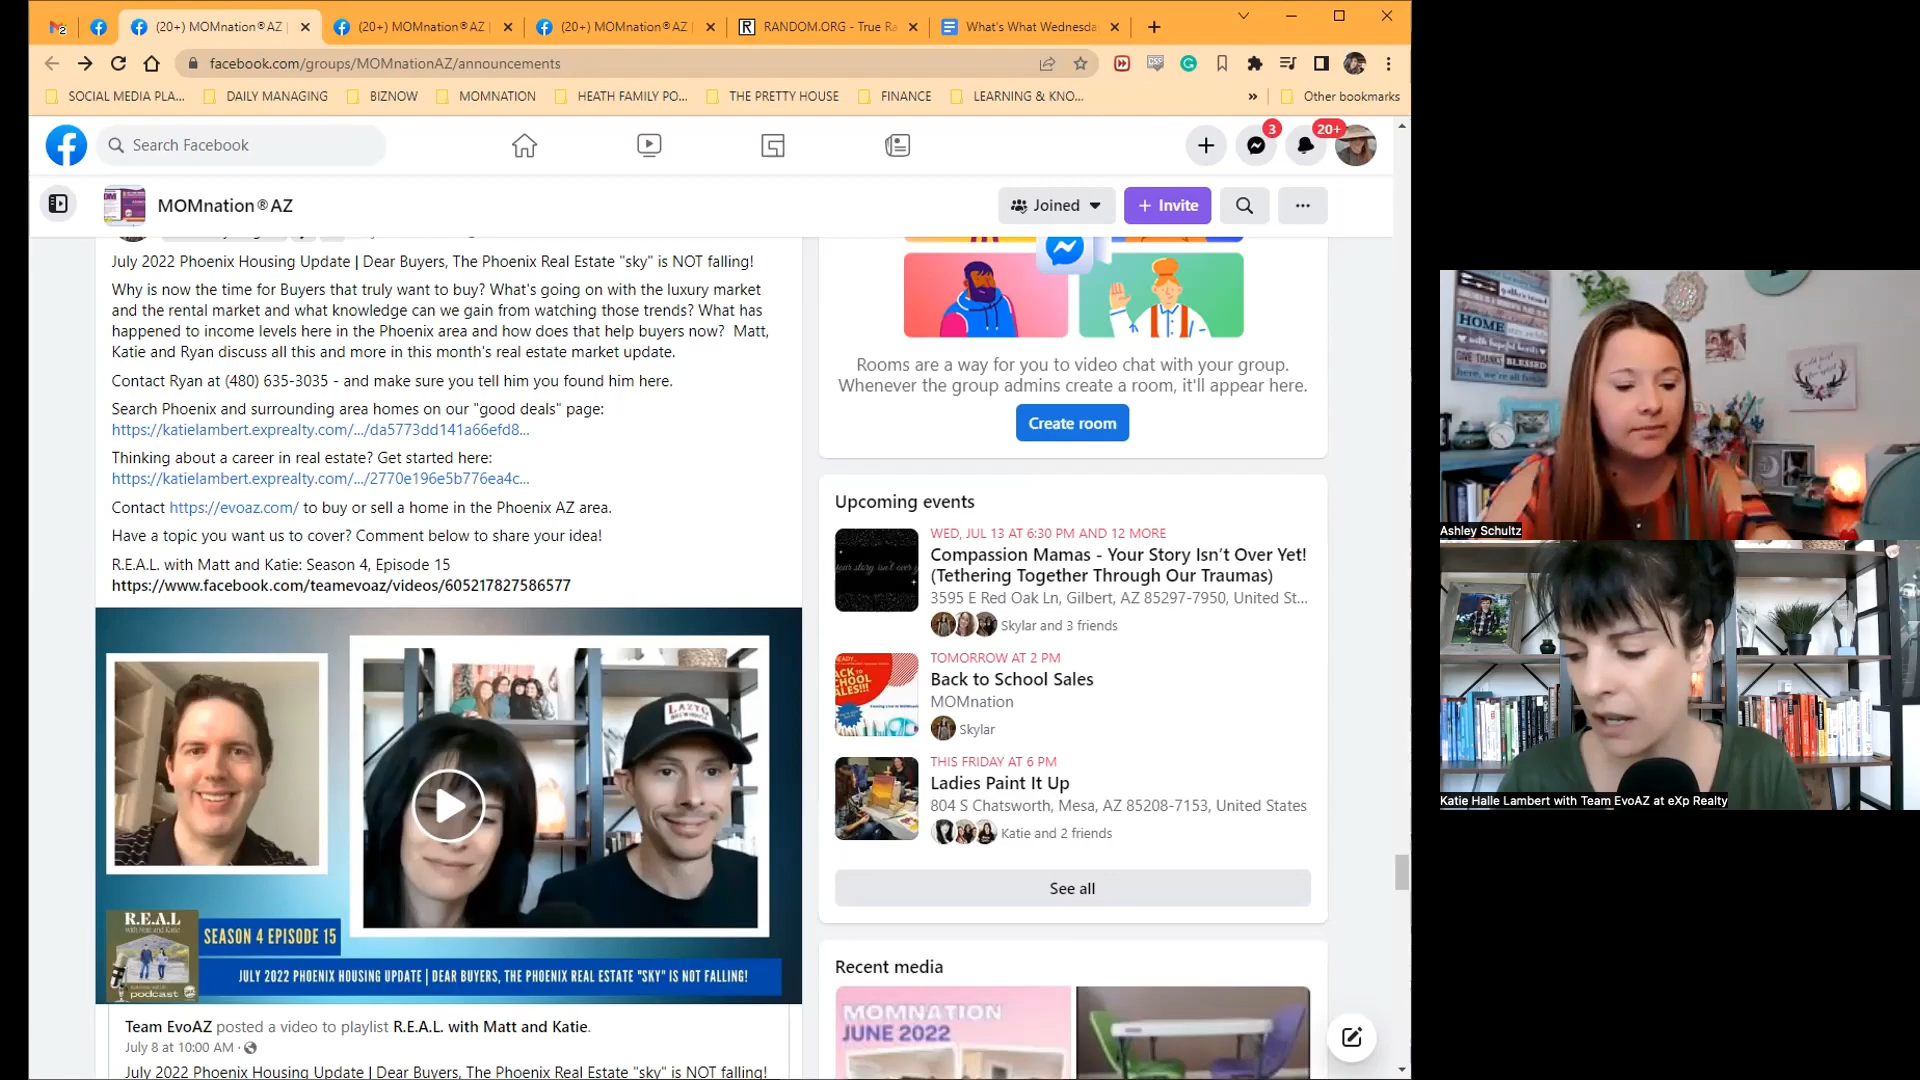 (20+) MOMnation®AZ
(20+) MOMnation®AZ
(20+) MOMnation®AZ
RANDOM.ORG - True Ra
What's What Wednesda
facebook.com/groups/MOMnationAZ/announcements
SOCIAL MEDIA PLA...
DAILY MANAGING
BIZNOW
MOMNATION
HEATH FAMILY PO...
THE PRETTY HOUSE
FINANCE
LEARNING & KNO...
»
Other bookmarks
Search Facebook
3
20+
MOMnation®AZ
Joined
+ Invite
July 2022 Phoenix Housing Update | Dear Buyers, The Phoenix Real Estate "sky" is NOT falling!
Why is now the time for Buyers that truly want to buy? What's going on with the luxury market
and the rental market and what knowledge can we gain from watching those trends? What has
happened to income levels here in the Phoenix area and how does that help buyers now?  Matt,
Katie and Ryan discuss all this and more in this month's real estate market update.
Contact Ryan at (480) 635-3035 - and make sure you tell him you found him here.
Search Phoenix and surrounding area homes on our "good deals" page:
https://katielambert.exprealty.com/.../da5773dd141a66efd8...
Thinking about a career in real estate? Get started here:
https://katielambert.exprealty.com/.../2770e196e5b776ea4c...
Contact https://evoaz.com/ to buy or sell a home in the Phoenix AZ area.
Have a topic you want us to cover? Comment below to share your idea!
R.E.A.L. with Matt and Katie: Season 4, Episode 15
https://www.facebook.com/teamevoaz/videos/605217827586577
LAZYG
BREWHOUSE
R.E.A.L
with Matt and Katie
podcast
SEASON 4 EPISODE 15
JULY 2022 PHOENIX HOUSING UPDATE | DEAR BUYERS, THE PHOENIX REAL ESTATE "SKY" IS NOT FALLING!
Team EvoAZ posted a video to playlist R.E.A.L. with Matt and Katie.
July 8 at 10:00 AM ·
July 2022 Phoenix Housing Update | Dear Buyers, The Phoenix Real Estate "sky" is NOT falling!
Rooms are a way for you to video chat with your group.
Whenever the group admins create a room, it'll appear here.
Create room
Upcoming events
WED, JUL 13 AT 6:30 PM AND 12 MORE
Compassion Mamas - Your Story Isn't Over Yet!
(Tethering Together Through Our Traumas)
3595 E Red Oak Ln, Gilbert, AZ 85297-7950, United St...
Skylar and 3 friends
TOMORROW AT 2 PM
Back to School Sales
MOMnation
Skylar
THIS FRIDAY AT 6 PM
Ladies Paint It Up
804 S Chatsworth, Mesa, AZ 85208-7153, United States
Katie and 2 friends
See all
Recent media
MOMNATION
JUNE 2022
HOME
GIVE THANKS BLESSED
here, we're all family
Ashley Schultz
Katie Halle Lambert with Team EvoAZ at eXp Realty